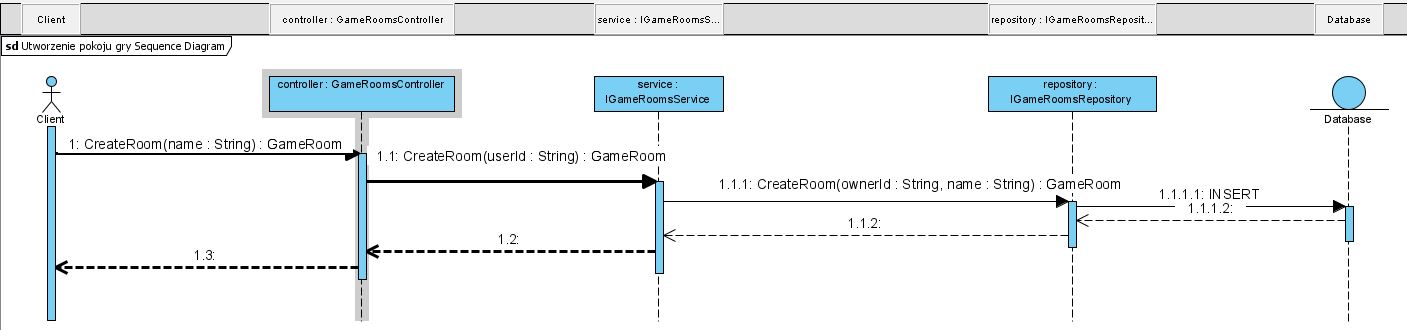 Client
controller : GameRoomsController
service : IGameRoomsS...
repository : IGameRoomsReposit...
Database
sd Utworzenie pokoju gry Sequence Diagram
controller : GameRoomsController
service :
IGameRoomsService
repository :
IGameRoomsRepository
Client
Database
1: CreateRoom(name : String) : GameRoom
1.1: CreateRoom(userId : String) : GameRoom
1.1.1: CreateRoom(ownerId : String, name : String) : GameRoom
1.1.1.1: INSERT
1.1.1.2:
1.1.2:
1.2:
1.3: